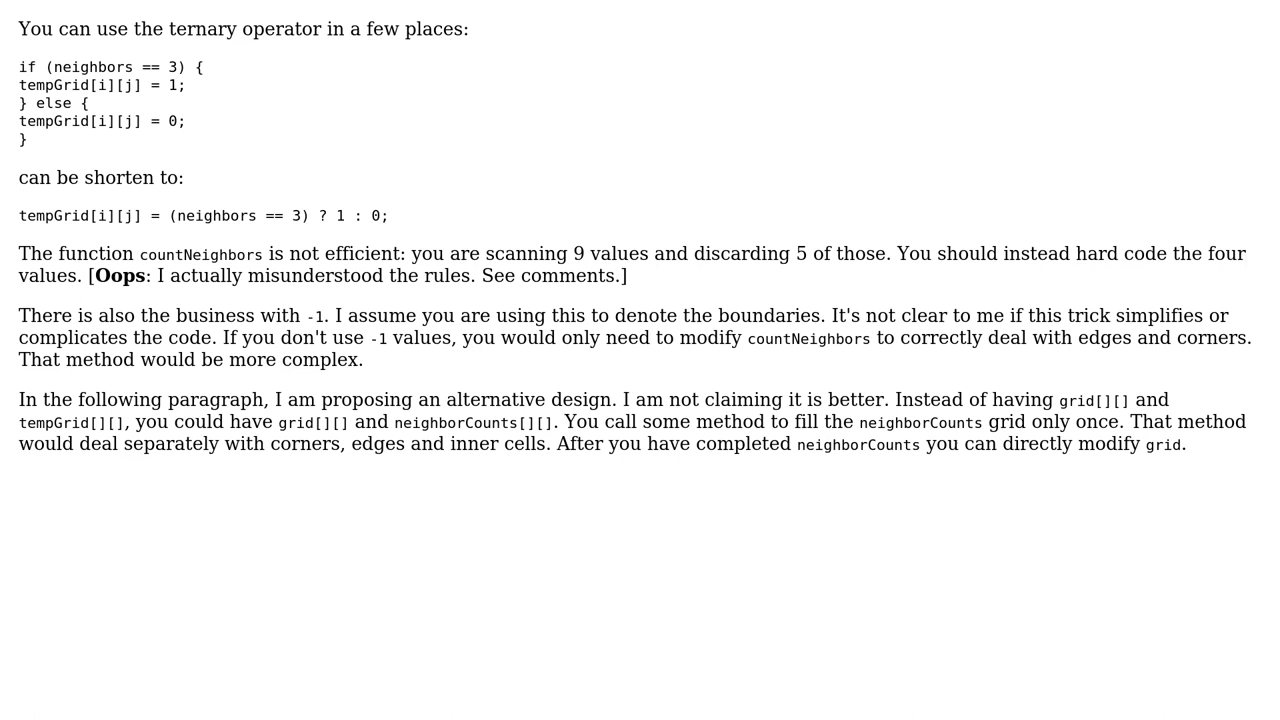 You can use the ternary operator in a few places:
if (neighbors == 3) {
tempGrid[i][j] = 1;
} else {
tempGrid[i][j] = 0;
}
can be shorten to:
tempGrid[i][j] = (neighbors == 3) ? 1 : 0;
The function countNeighbors is not efficient: you are scanning 9 values and discarding 5 of those. You should instead hard code the four
values. [Oops: I actually misunderstood the rules. See comments.]
There is also the business with -1. I assume you are using this to denote the boundaries. It's not clear to me if this trick simplifies or
complicates the code. If you don't use -1 values, you would only need to modify countNeighbors to correctly deal with edges and corners.
That method would be more complex.
In the following paragraph, I am proposing an alternative design. I am not claiming it is better. Instead of having grid[][] and
tempGrid[][], you could have grid[][] and neighborCounts[][]. You call some method to fill the neighborCounts grid only once. That method
would deal separately with corners, edges and inner cells. After you have completed neighborCounts you can directly modify grid.